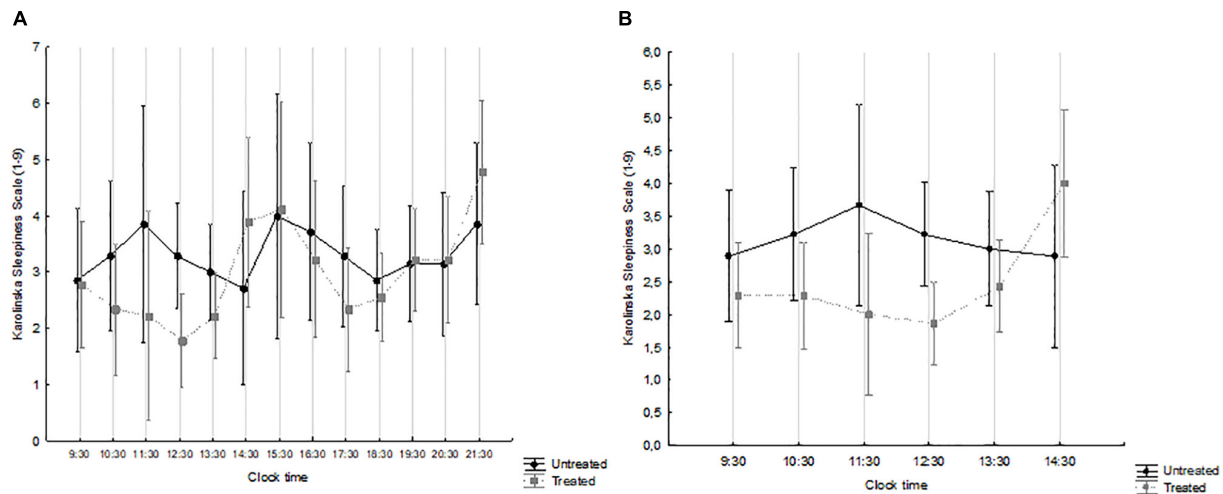 A
Karolinska Sleepiness Scale (1-9)
7
6
5
4
3
2
1
0
9:30 10:30 11:30 12:30 13:30 14:30 15:30 16:30 17:30 18:30 19:30 20:30 21:30
Clock time
Untreated
Treated
B
Karolinska Sleepiness Scale (1-9)
6,0
5,5
5,0
4,5
4,0
3,5
3,0
2,5
2,0
1,5
1,0
0,5
0,0
9:30 10:30 11:30 12:30 13:30 14:30
Clock time
Untreated
Treated